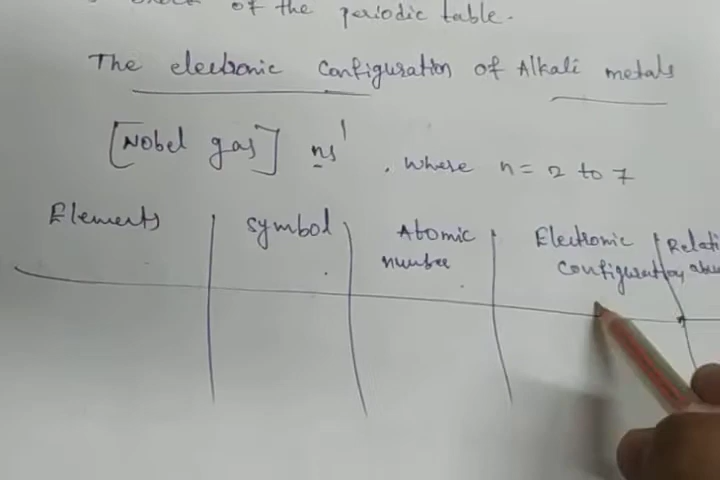 of the periodic table.
The electronic configuration of Alkali metals
[Nobel gas] ns¹ , where n = 2 to 7
Elements symbol Atomic number Electronic configuration